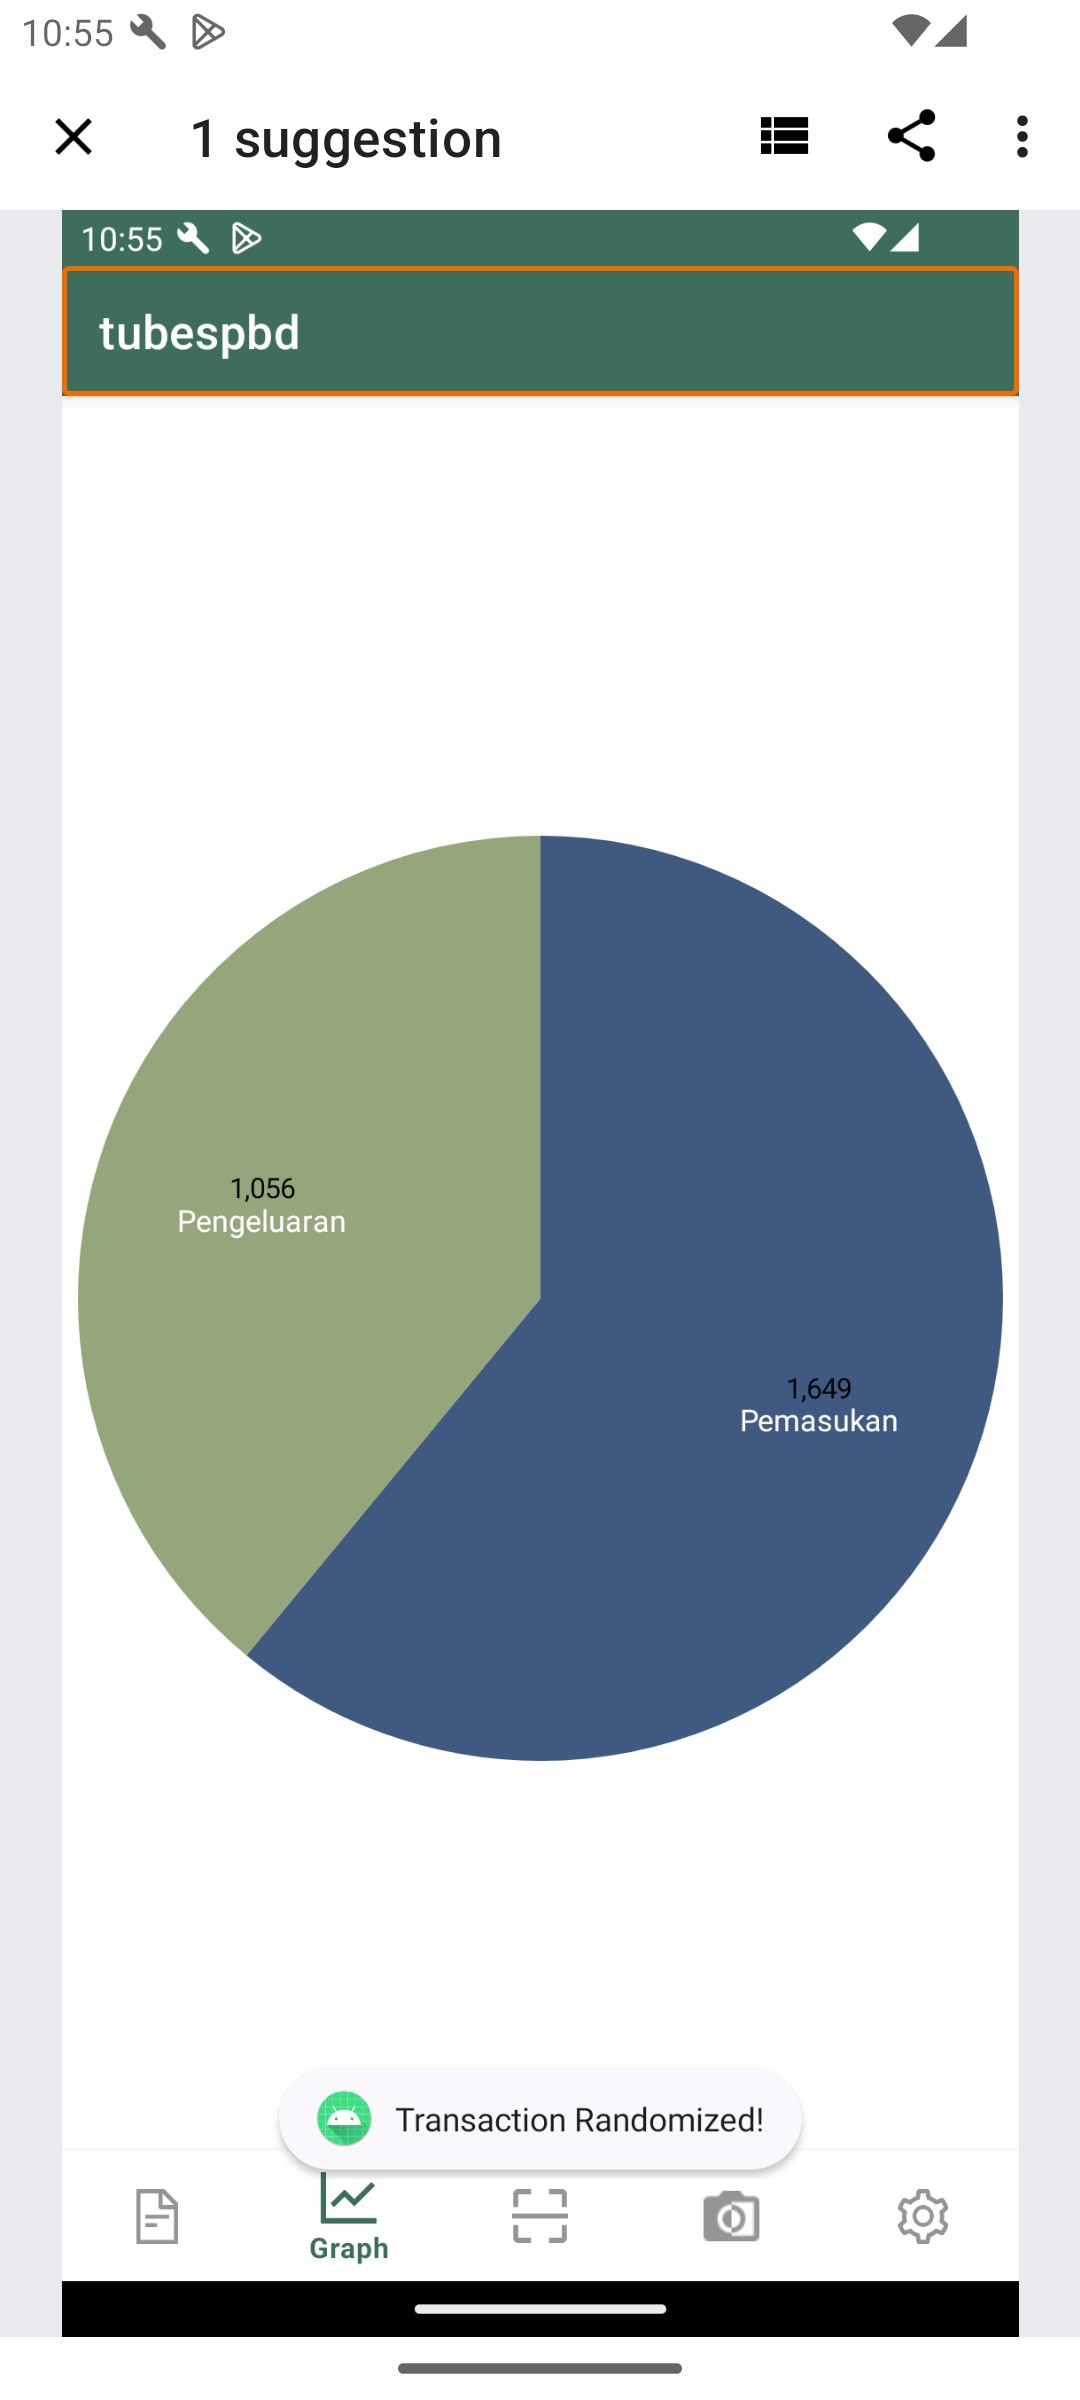 10:55
1 suggestion
10:55
tubespbd
1,056
Pengeluaran
1,649
Pemasukan
Transaction Randomized!
Graph